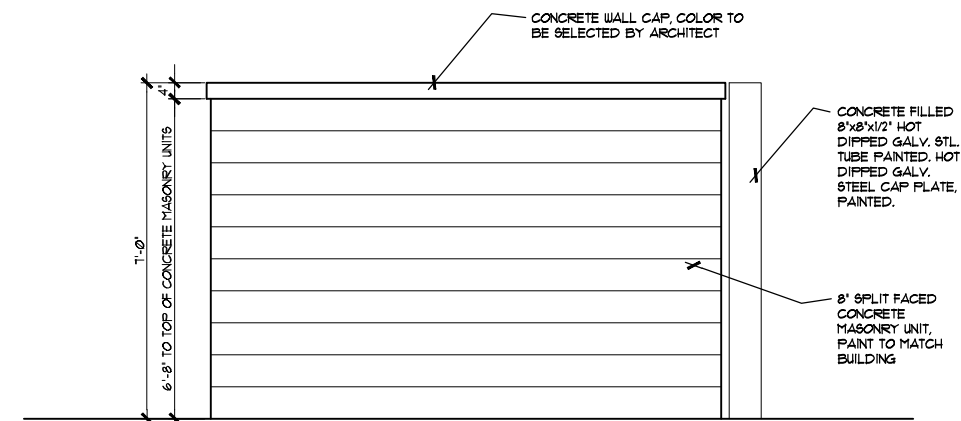 CONCRETE WALL CAP, COLOR TO
BE SELECTED BY ARCHITECT
4"
7'-0"
6'-8" TO TOP OF CONCRETE MASONRY UNITS
CONCRETE FILLED
8"x8"x1/2" HOT
DIPPED GALV. STL.
TUBE PAINTED. HOT
DIPPED GALV.
STEEL CAP PLATE,
PAINTED.
8" SPLIT FACED
CONCRETE
MASONRY UNIT,
PAINT TO MATCH
BUILDING